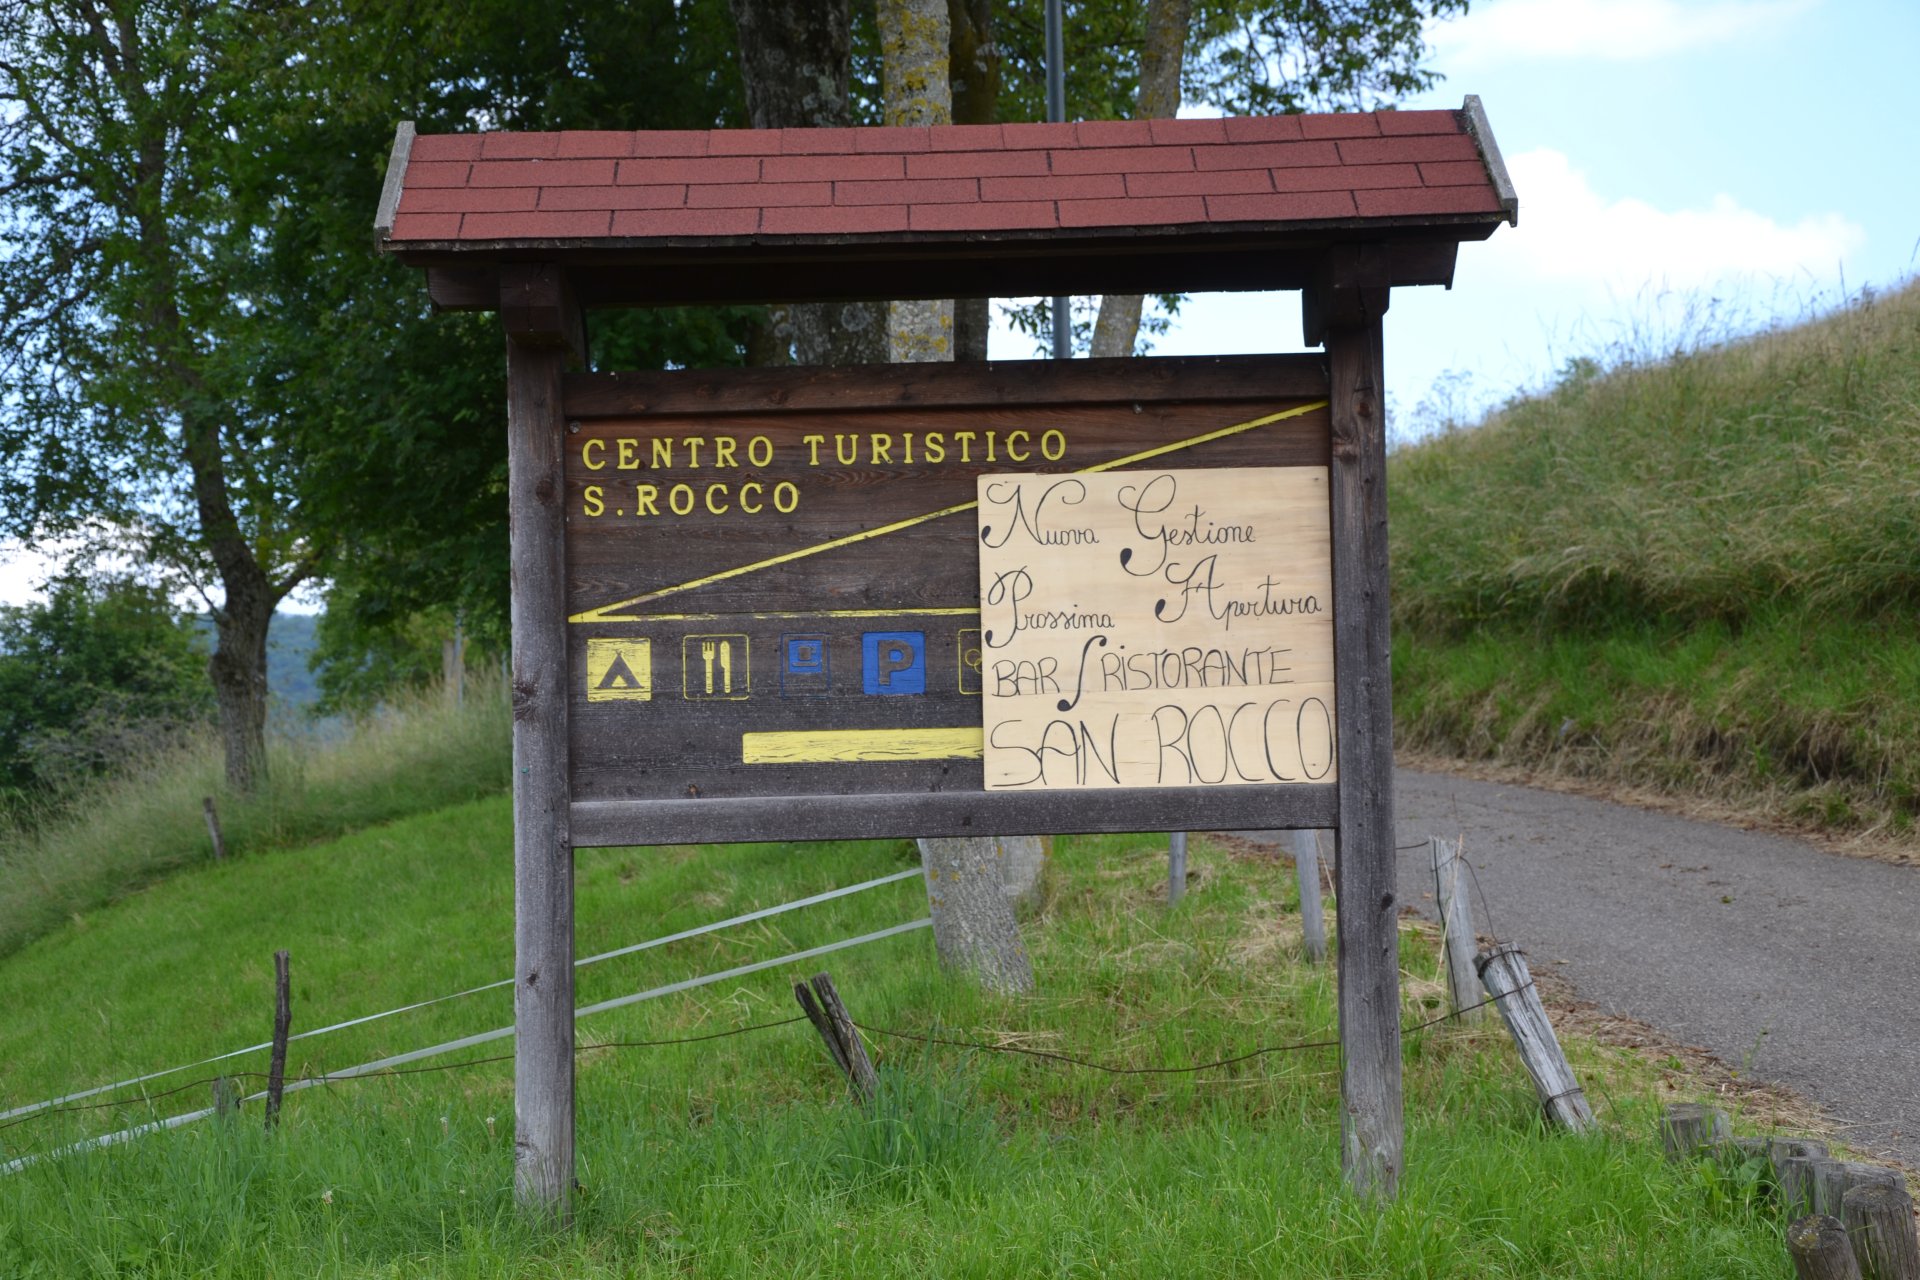 CENTRO TURISTICO
S.ROCCO
Nuova Gestione
Prossima Apertura
BAR / RISTORANTE
SAN ROCCO
P